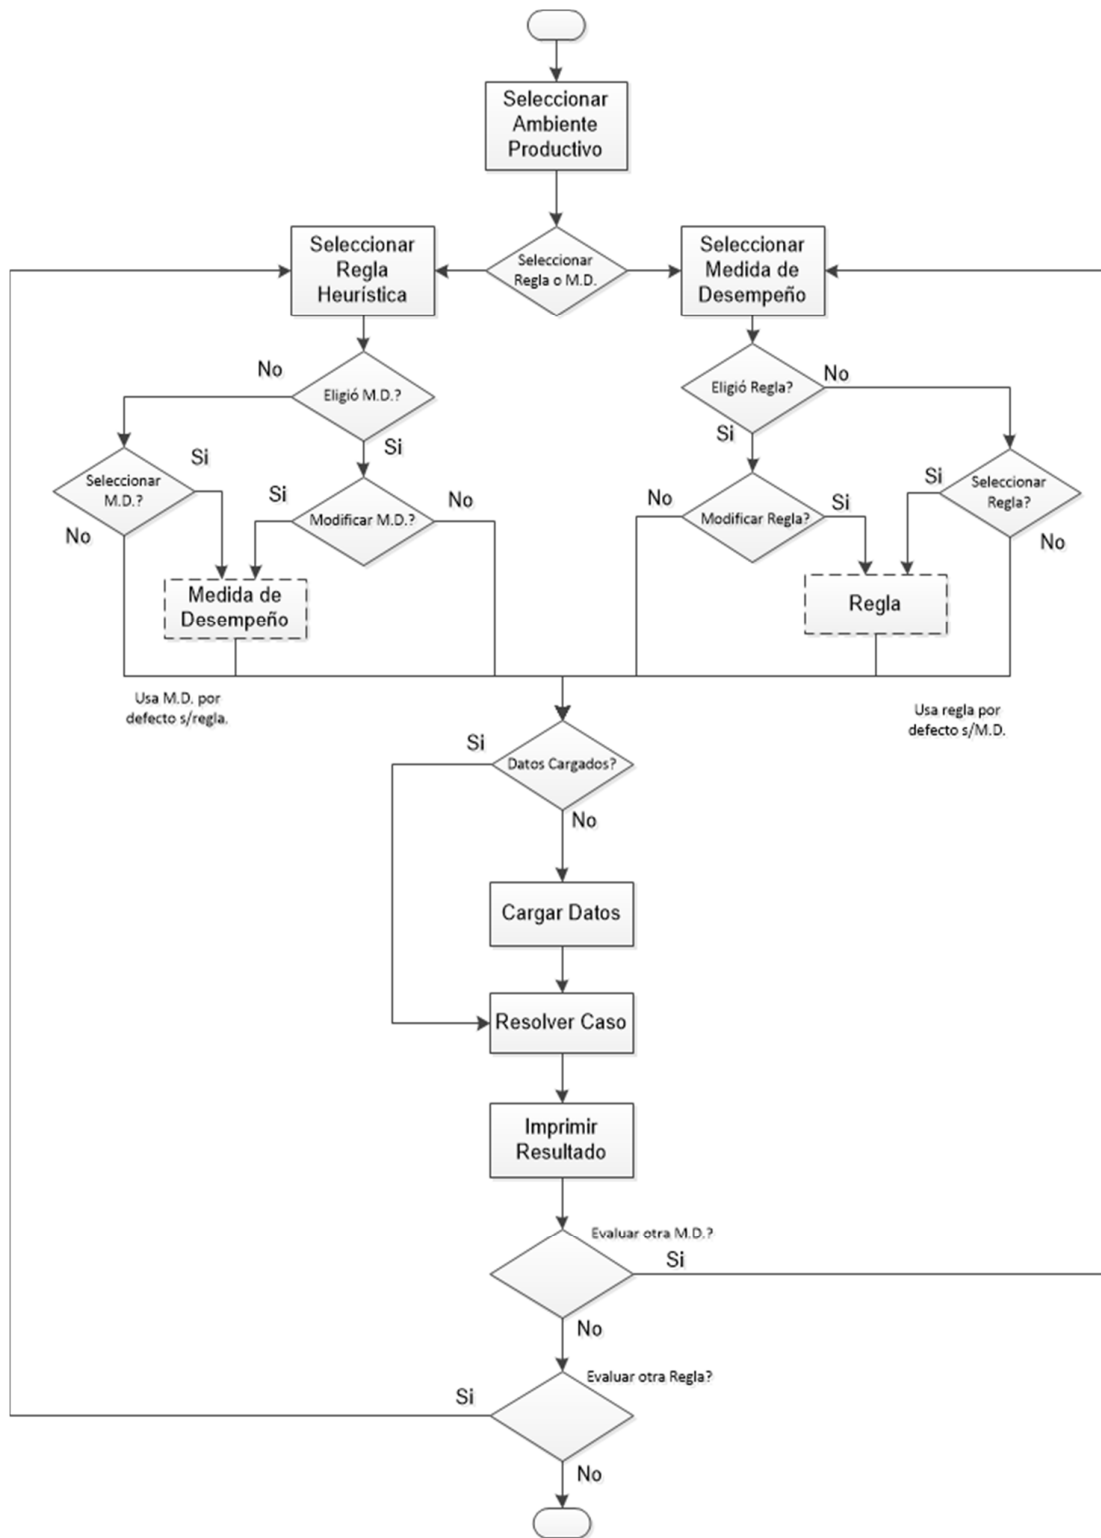 Seleccionar
Ambiente
Productivo
Seleccionar
Regla
Heurística
Seleccionar
Regla o M.D.
Seleccionar
Medida de
Desempeño
No
Eligió M.D.?
Si
Eligió Regla?
No
Si
Seleccionar
M.D.?
Si
No
Si
Modificar M.D.?
No
No
Modificar Regla?
Si
Si
Seleccionar
Regla?
No
Medida de
Desempeño
Regla
Usa M.D. por
defecto s/regla.
Usa regla por
defecto s/M.D.
Si
Datos Cargados?
No
Cargar Datos
Resolver Caso
Imprimir
Resultado
Evaluar otra M.D.?
Si
No
Evaluar otra Regla?
Si
No